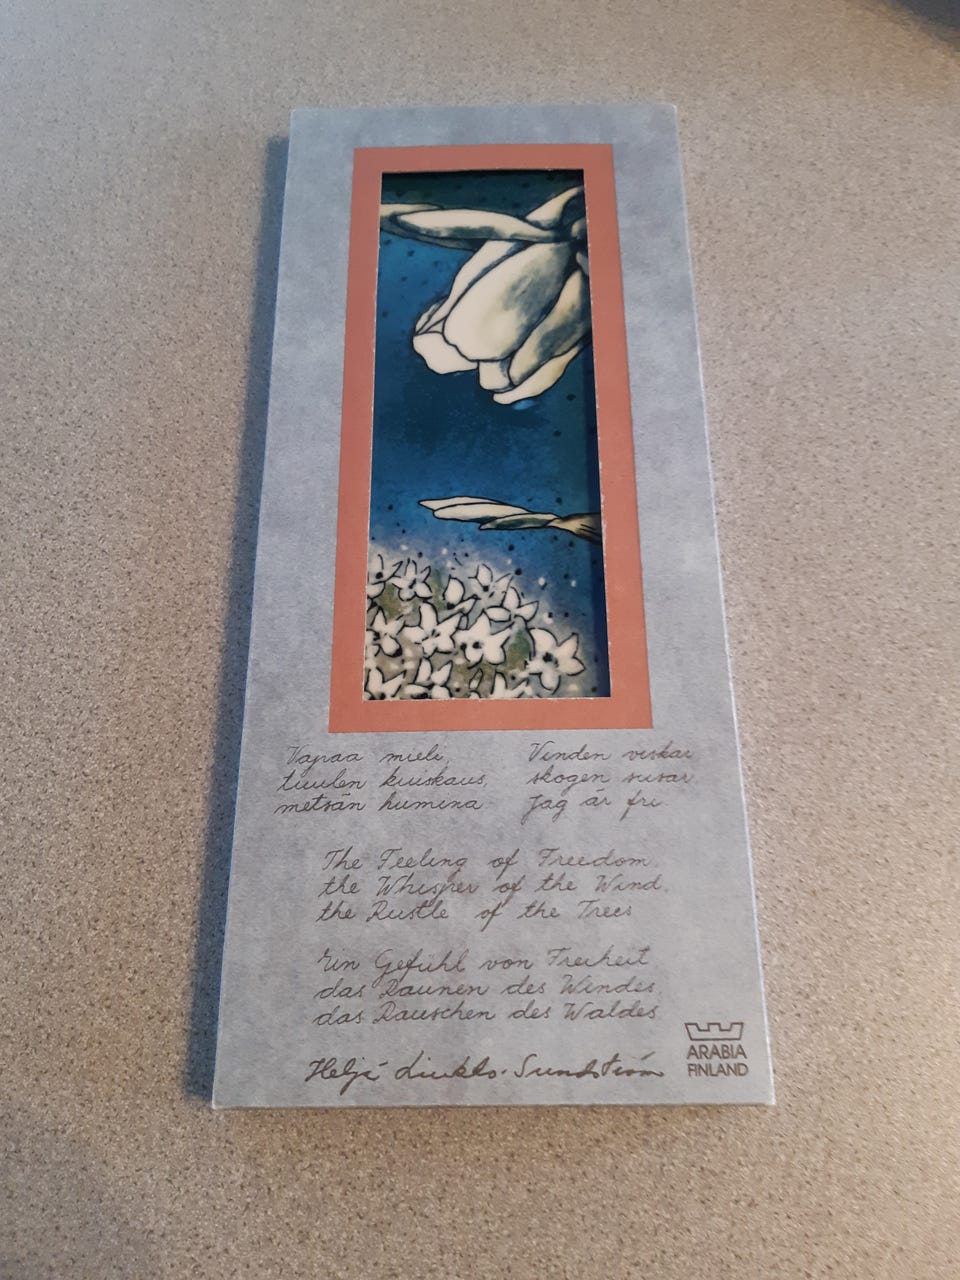 Vapaa mieli,
tuulen kuiskaus,
metsän humina
Vinden viskar
skogen susar
Jag är fri.
The Feeling of Freedom,
the Whisper of the Wind,
the Rustle of the Trees
Ein Gefühl von Freiheit
das Raunen des Windes,
das Rauschen des Waldes
Heljä Liukko-Sundström
ARABIA
FINLAND